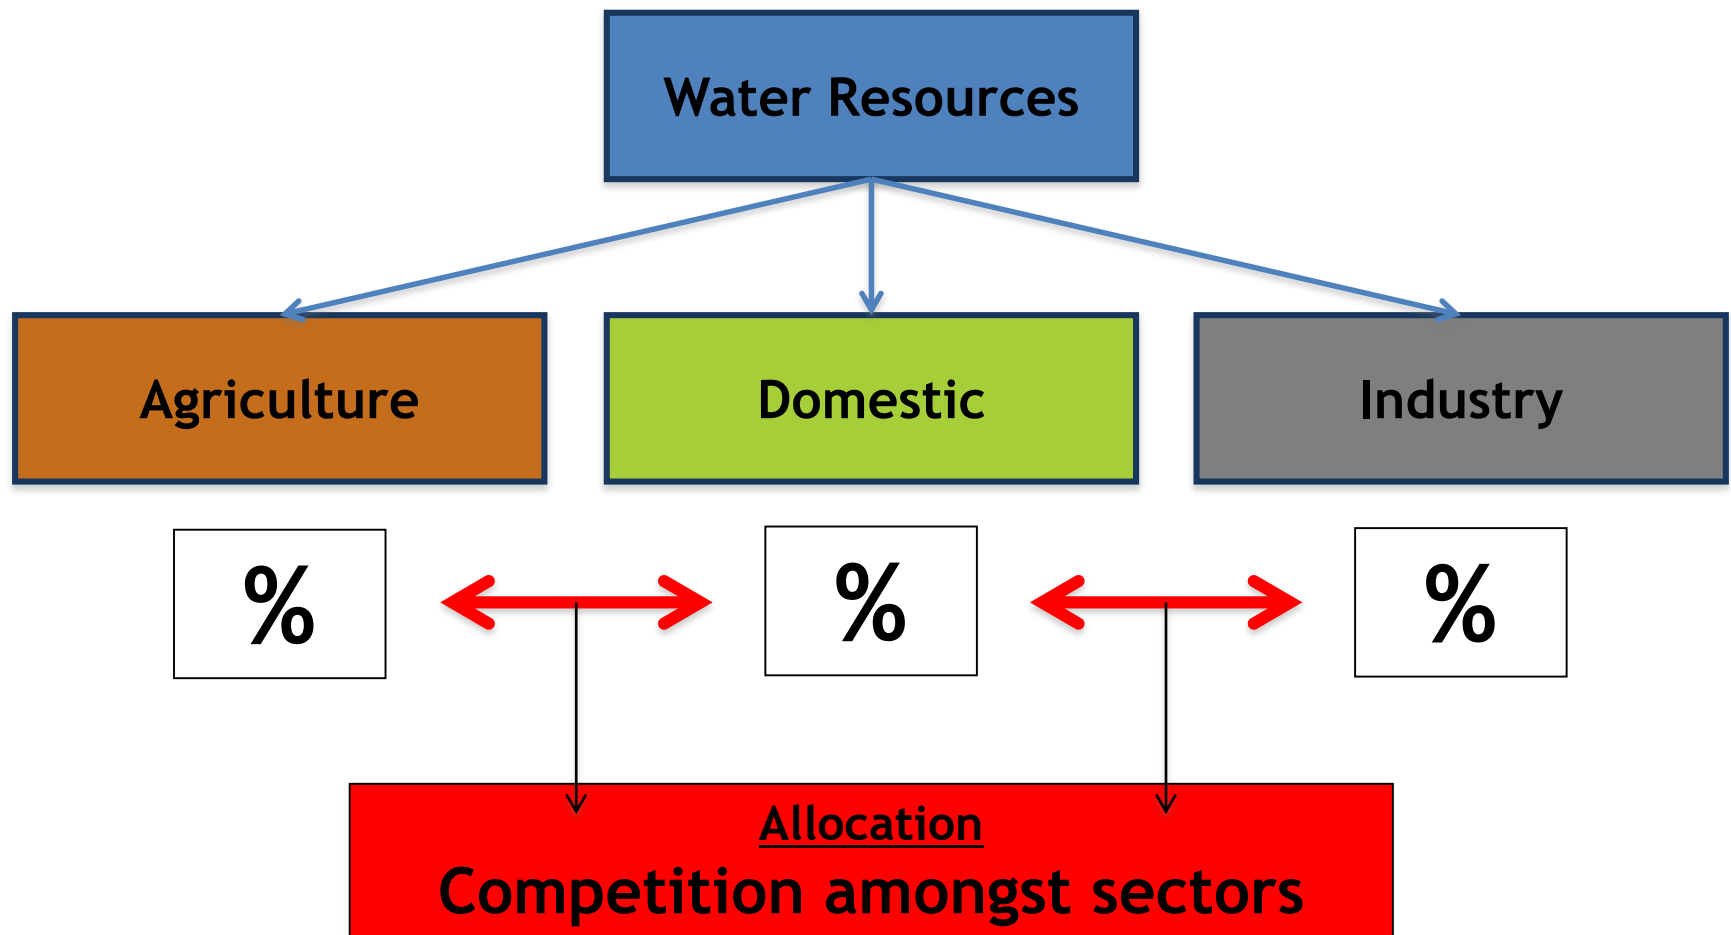 Water Resources
Agriculture
Domestic
Industry
%
%
%
Allocation
Competition amongst sectors